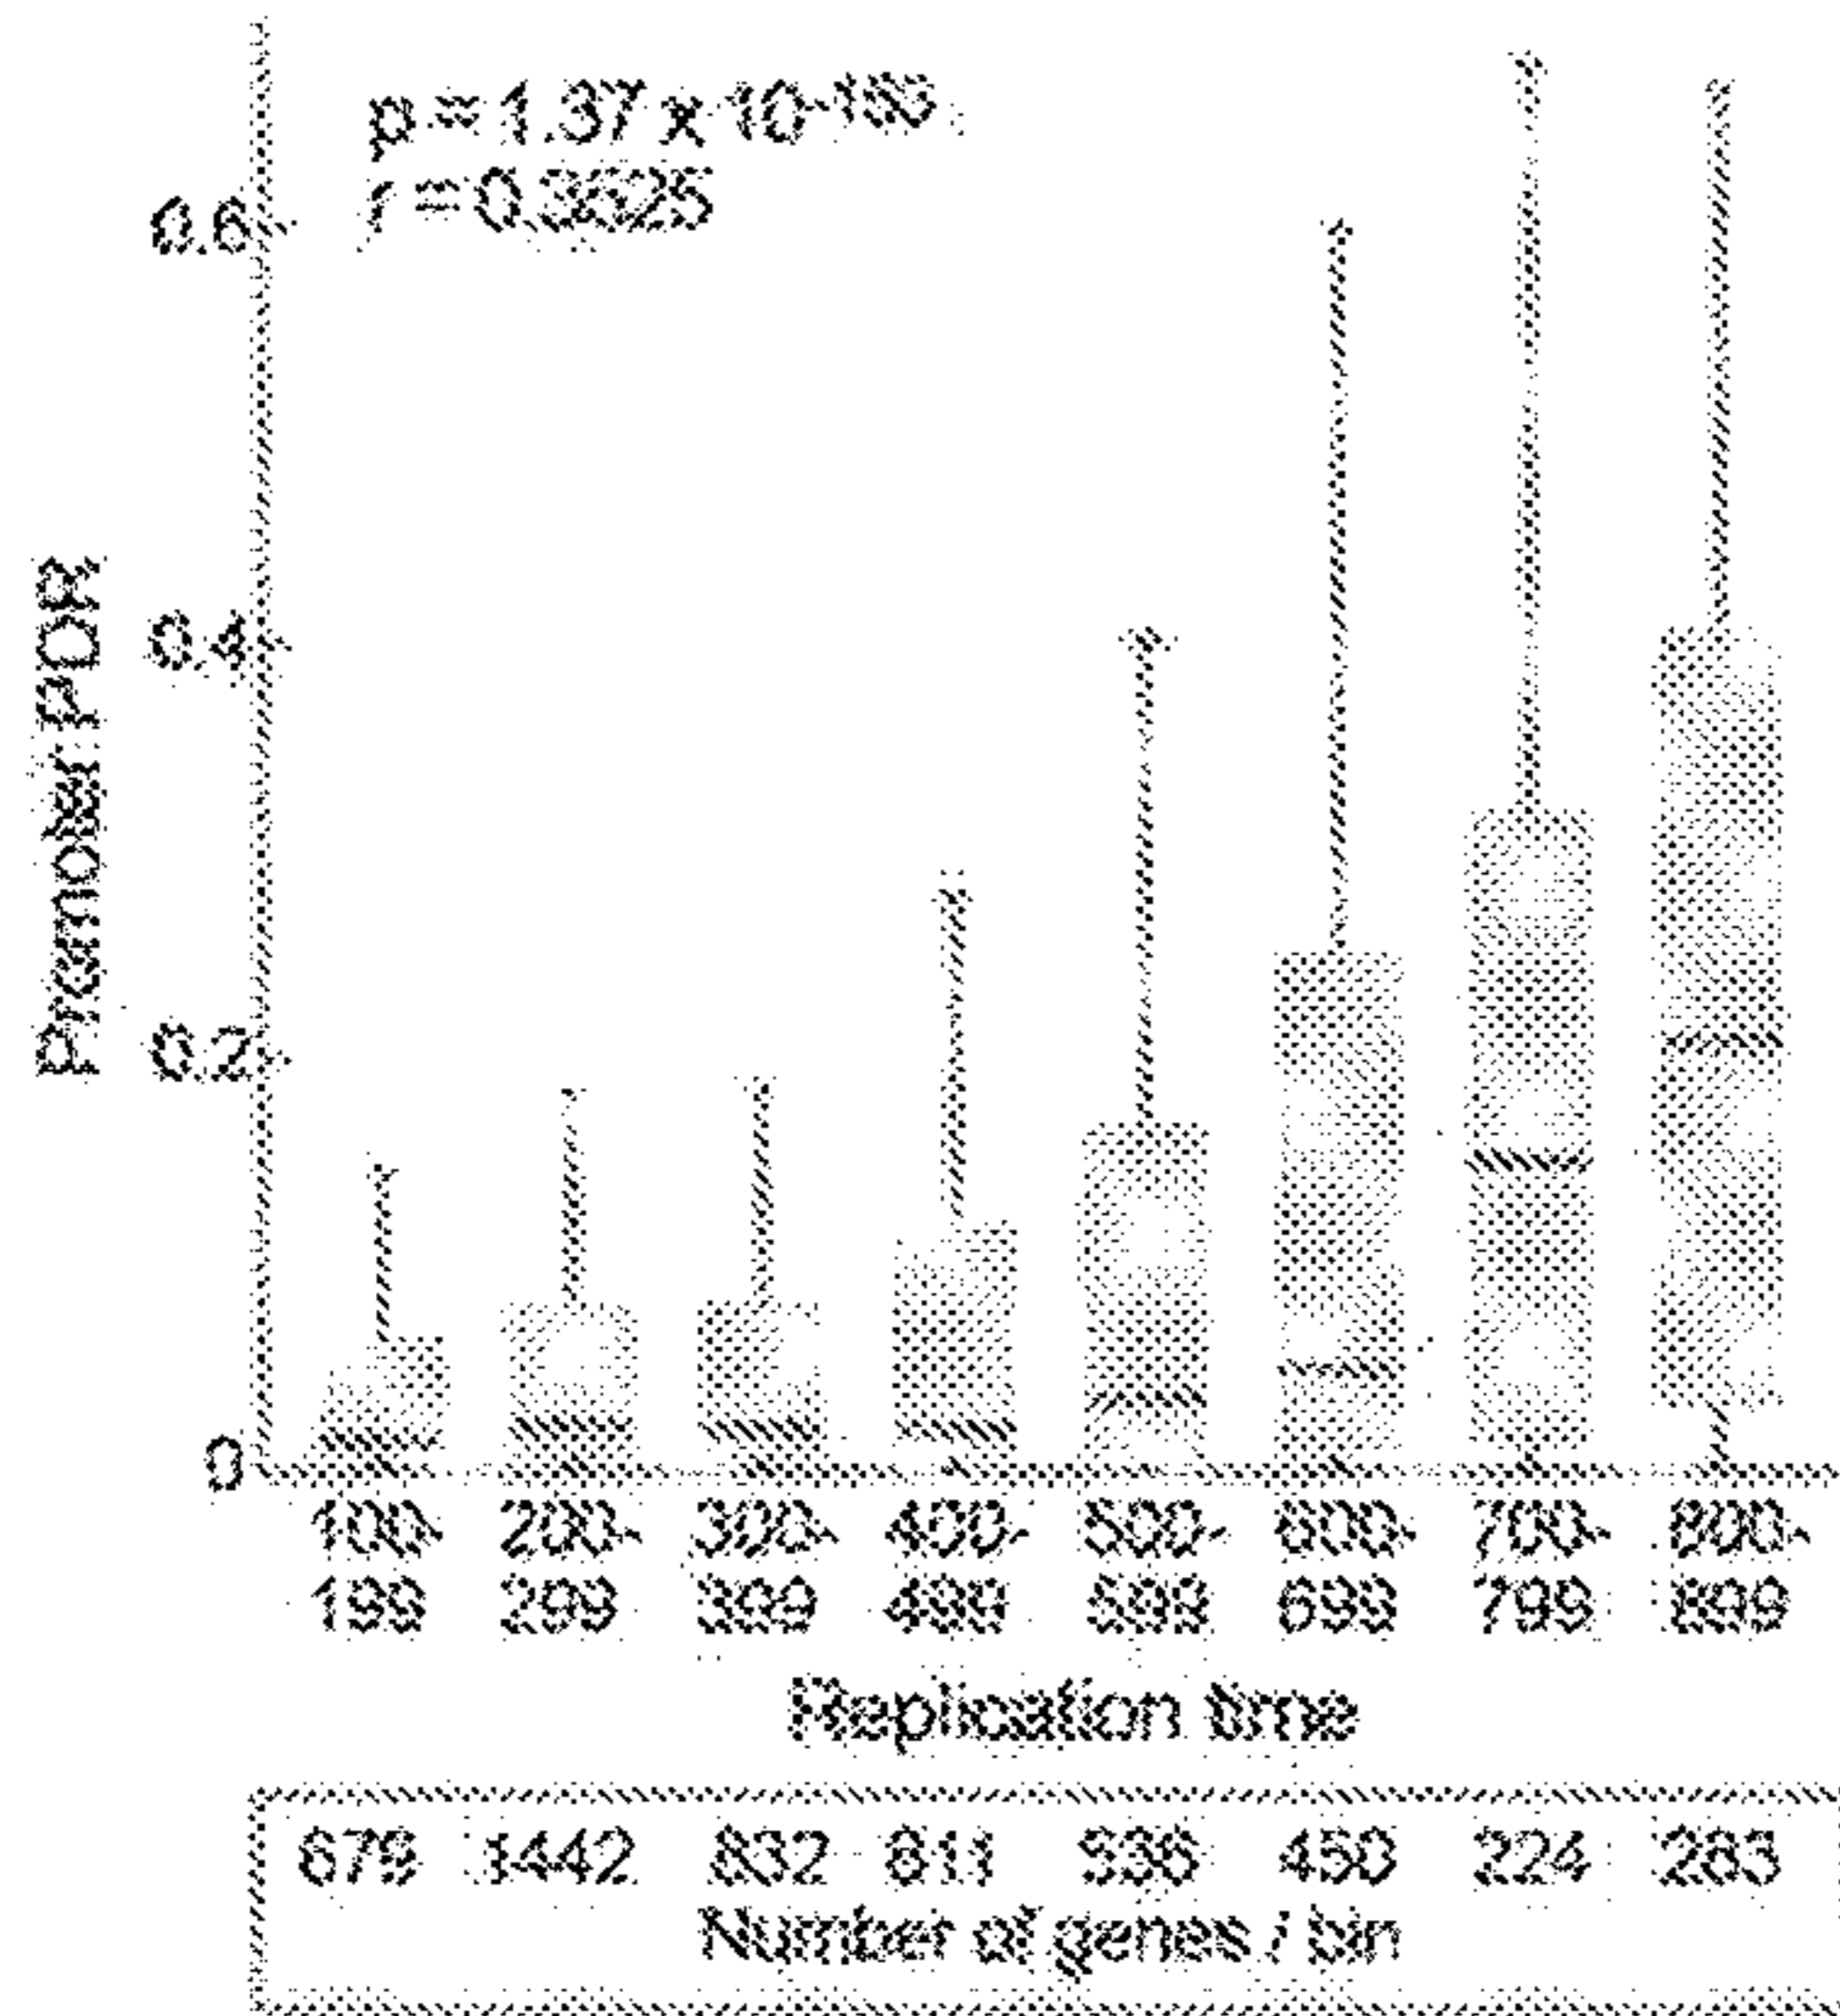 p = 1.37 x 10
r = 0.3525
Promoter PDR
0.6
0.4
0.2
0
100- 200- 300- 400- 500- 600- 700- 800-
199 299 399 499 599 699 799 899
Replication time
679 1442 832 611 536 450 224 263
Number of genes / bin